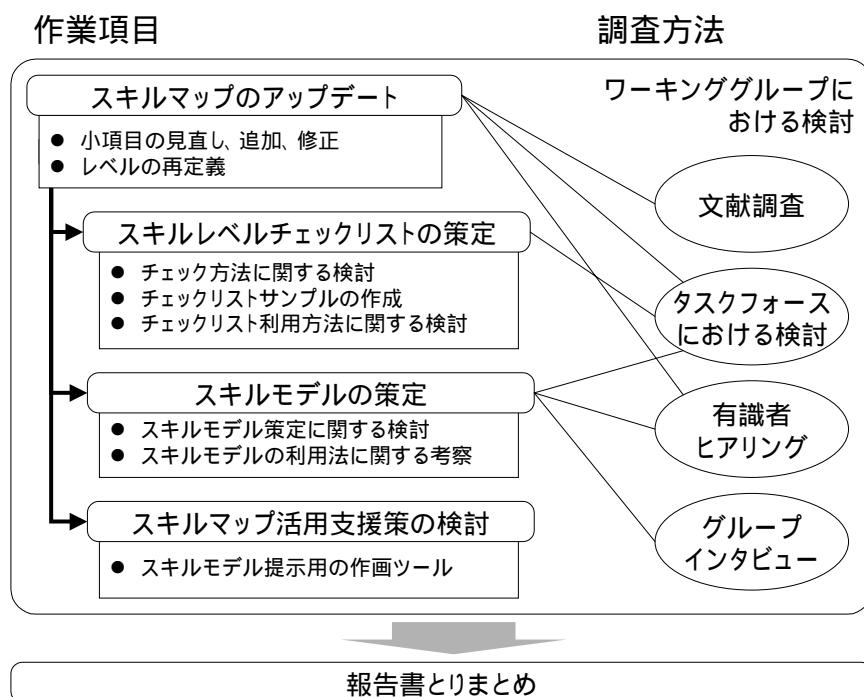 作業項目
調査方法
スキルマップのアップデート
● 小項目の見直し、追加、修正
● レベルの再定義
スキルレベルチェックリストの策定
● チェック方法に関する検討
● チェックリストサンプルの作成
● チェックリスト利用方法に関する検討
スキルモデルの策定
● スキルモデル策定に関する検討
● スキルモデルの利用法に関する考察
スキルマップ活用支援策の検討
● スキルモデル提示用の作画ツール
ワーキンググループに
おける検討
文献調査
タスクフォース
における検討
有識者
ヒアリング
グループ
インタビュー
報告書とりまとめ